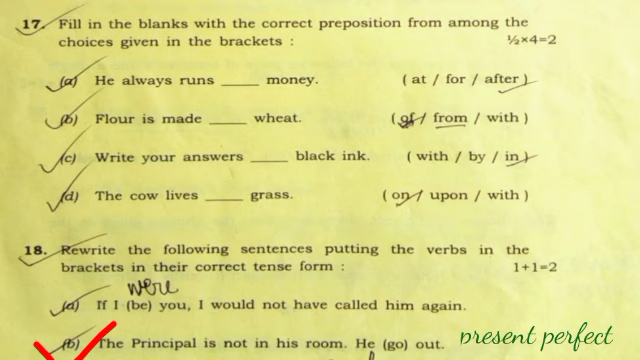 17. Fill in the blanks with the correct preposition from among the
choices given in the brackets : ½×4=2
(a) He always runs ____ money. ( at / for / after )
(b) Flour is made ____ wheat. ( of / from / with )
(c) Write your answers ____ black ink. ( with / by / in )
(d) The cow lives ____ grass. ( on / upon / with )
18. Rewrite the following sentences putting the verbs in the
brackets in their correct tense form : 1+1=2
were
(a) If I (be) you, I would not have called him again.
(b) The Principal is not in his room. He (go) out. present perfect